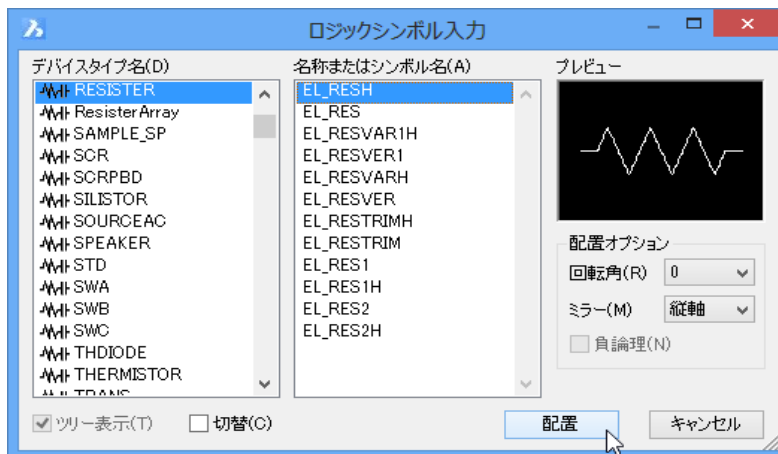 ロジックシンボル入力
デバイスタイプ名(D)
RESISTER
ResisterArray
SAMPLE_SP
SCR
SCRPBD
SILISTOR
SOURCEAC
SPEAKER
STD
SWA
SWB
SWC
THDIODE
THERMISTOR
TRANS
名称またはシンボル名(A)
EL_RESH
EL_RES
EL_RESVAR1H
EL_RESVER1
EL_RESVARH
EL_RESVER
EL_RESTRIMH
EL_RESTRIM
EL_RES1
EL_RES1H
EL_RES2
EL_RES2H
プレビュー
配置オプション
回転角(R) 0
ミラー(M) 縦軸
負論理(N)
ツリー表示(T) 切替(C) 配置 キャンセル